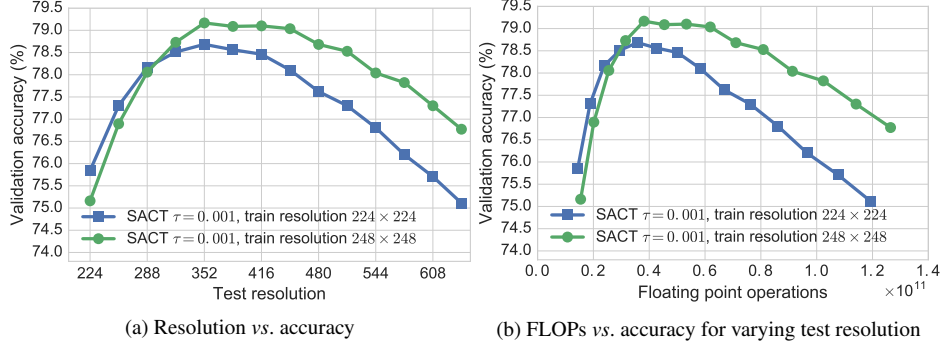 79.5
79.0
78.5
78.0
77.5
77.0
76.5
76.0
75.5
75.0
74.5
74.0
Validation accuracy (%)
SACT τ = 0.001, train resolution 224 × 224
SACT τ = 0.001, train resolution 248 × 248
224 288 352 416 480 544 608
Test resolution
(a) Resolution vs. accuracy
79.5
79.0
78.5
78.0
77.5
77.0
76.5
76.0
75.5
75.0
74.5
74.0
Validation accuracy (%)
SACT τ = 0.001, train resolution 224 × 224
SACT τ = 0.001, train resolution 248 × 248
0.0 0.2 0.4 0.6 0.8 1.0 1.2 1.4
Floating point operations
×10¹¹
(b) FLOPs vs. accuracy for varying test resolution